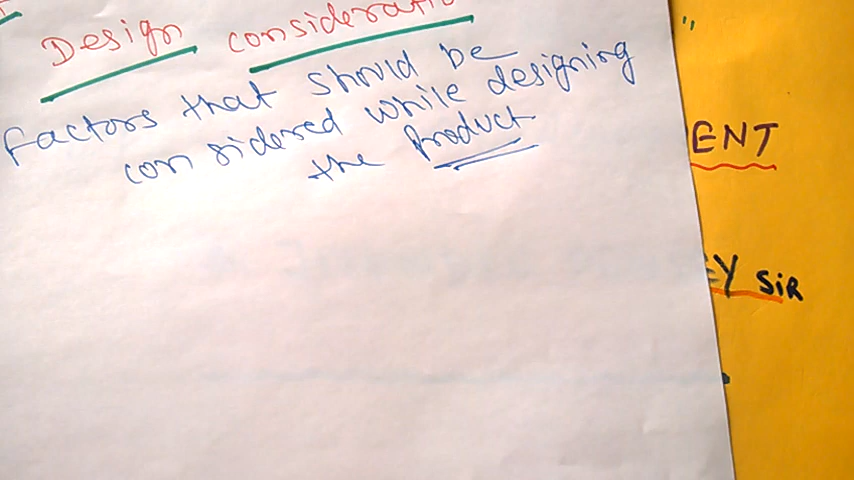 Design consideratio
Factors that should be
considered while designing
the Product
"
ENT
EY SIR